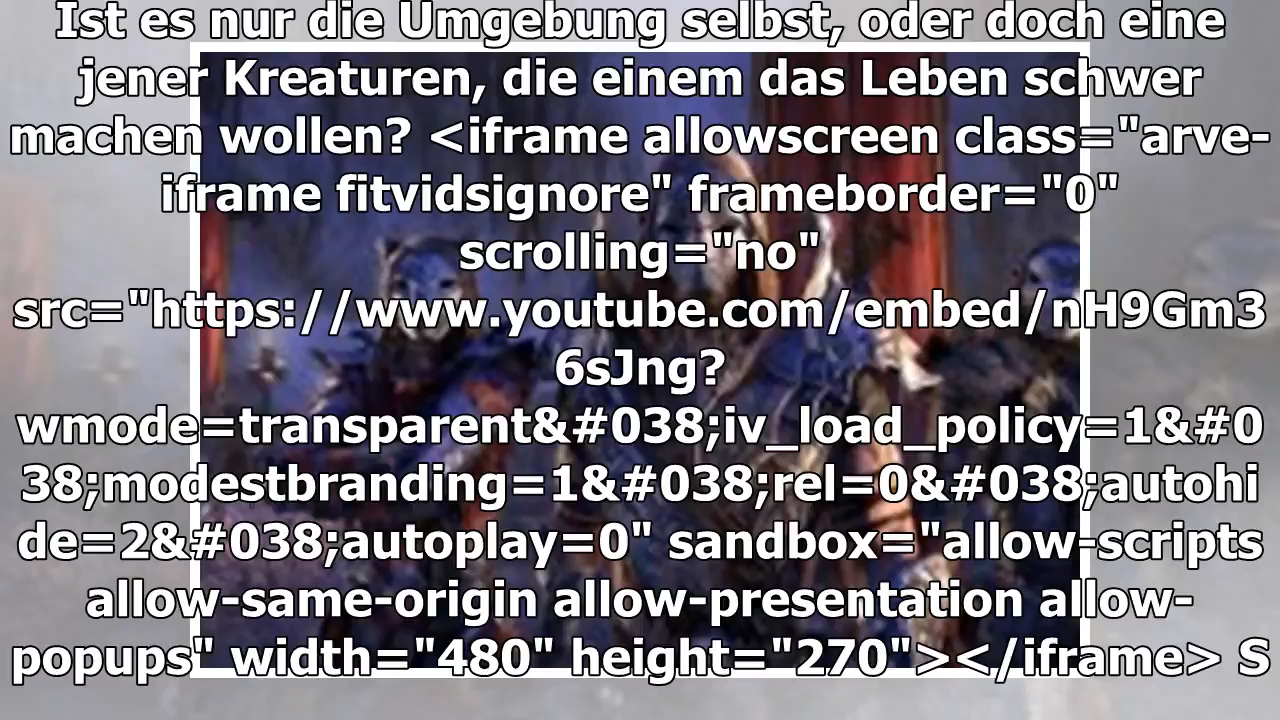 Ist es nur die Umgebung selbst, oder doch eine
jener Kreaturen, die einem das Leben schwer
machen wollen? <iframe allowscreen class="arve-
iframe fitvidsignore" frameborder="0"
scrolling="no"
src="https://www.youtube.com/embed/nH9Gm3
6sJng?
wmode=transparent&#038;iv_load_policy=1&#0
38;modestbranding=1&#038;rel=0&#038;autohi
de=2&#038;autoplay=0" sandbox="allow-scripts
allow-same-origin allow-presentation allow-
popups" width="480" height="270"></iframe> S